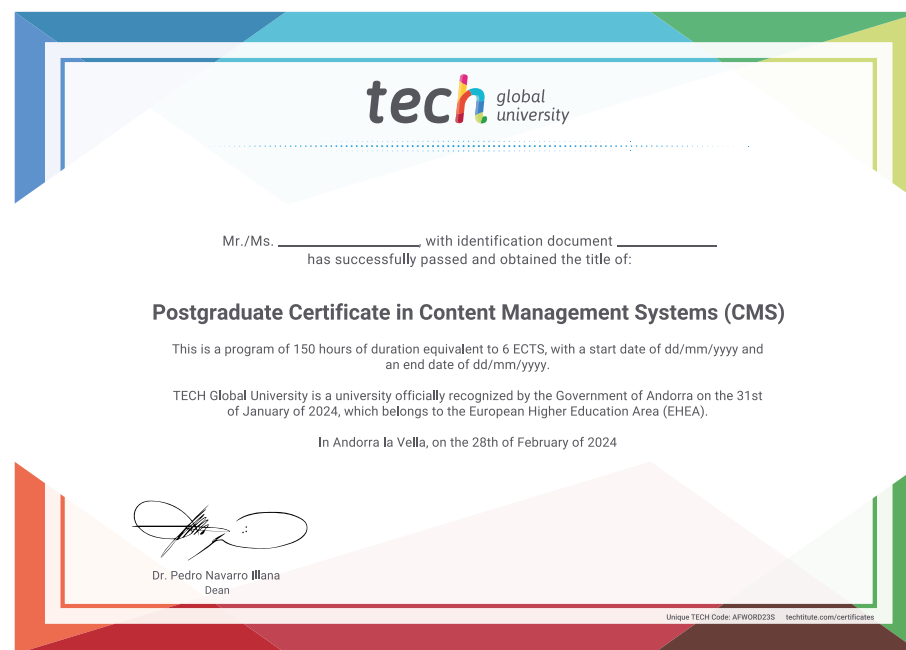 tech global
university
Mr./Ms. ____________, with identification document ____________
has successfully passed and obtained the title of:
Postgraduate Certificate in Content Management Systems (CMS)
This is a program of 150 hours of duration equivalent to 6 ECTS, with a start date of dd/mm/yyyy and
an end date of dd/mm/yyyy.
TECH Global University is a university officially recognized by the Government of Andorra on the 31st
of January of 2024, which belongs to the European Higher Education Area (EHEA).
In Andorra la Vella, on the 28th of February of 2024
Dr. Pedro Navarro Illana
Dean
Unique TECH Code: AFWORD23S techtitute.com/certificates